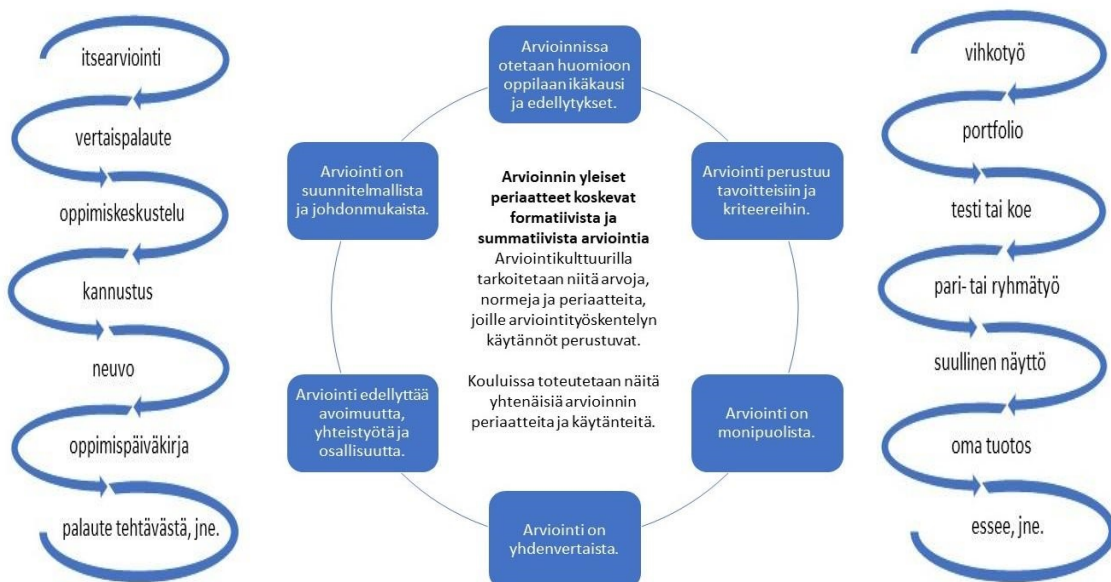 itsearviointi
vertaispalaute
oppimiskeskustelu
kannustus
neuvo
oppimispäiväkirja
palaute tehtävästä, jne.
Arvioinnissa
otetaan huomioon
oppilaan ikäkausi
ja edellytykset.
Arviointi perustuu
tavoitteisiin ja
kriteereihin.
Arviointi on
monipuolista.
Arviointi on
yhdenvertaista.
Arviointi edellyttää
avoimuutta,
yhteistyötä ja
osallisuutta.
Arviointi on
suunnitelmallista
ja johdonmukaista.
Arvioinnin yleiset
periaatteet koskevat
formatiivista ja
summatiivista arviointia
Arviointikulttuurilla
tarkoitetaan niitä arvoja,
normeja ja periaatteita,
joille arviointityöskentelyn
käytännöt perustuvat.
Kouluissa toteutetaan näitä
yhtenäisiä arvioinnin
periaatteita ja käytänteitä.
vihkotyö
portfolio
testi tai koe
pari- tai ryhmätyö
suullinen näyttö
oma tuotos
essee, jne.